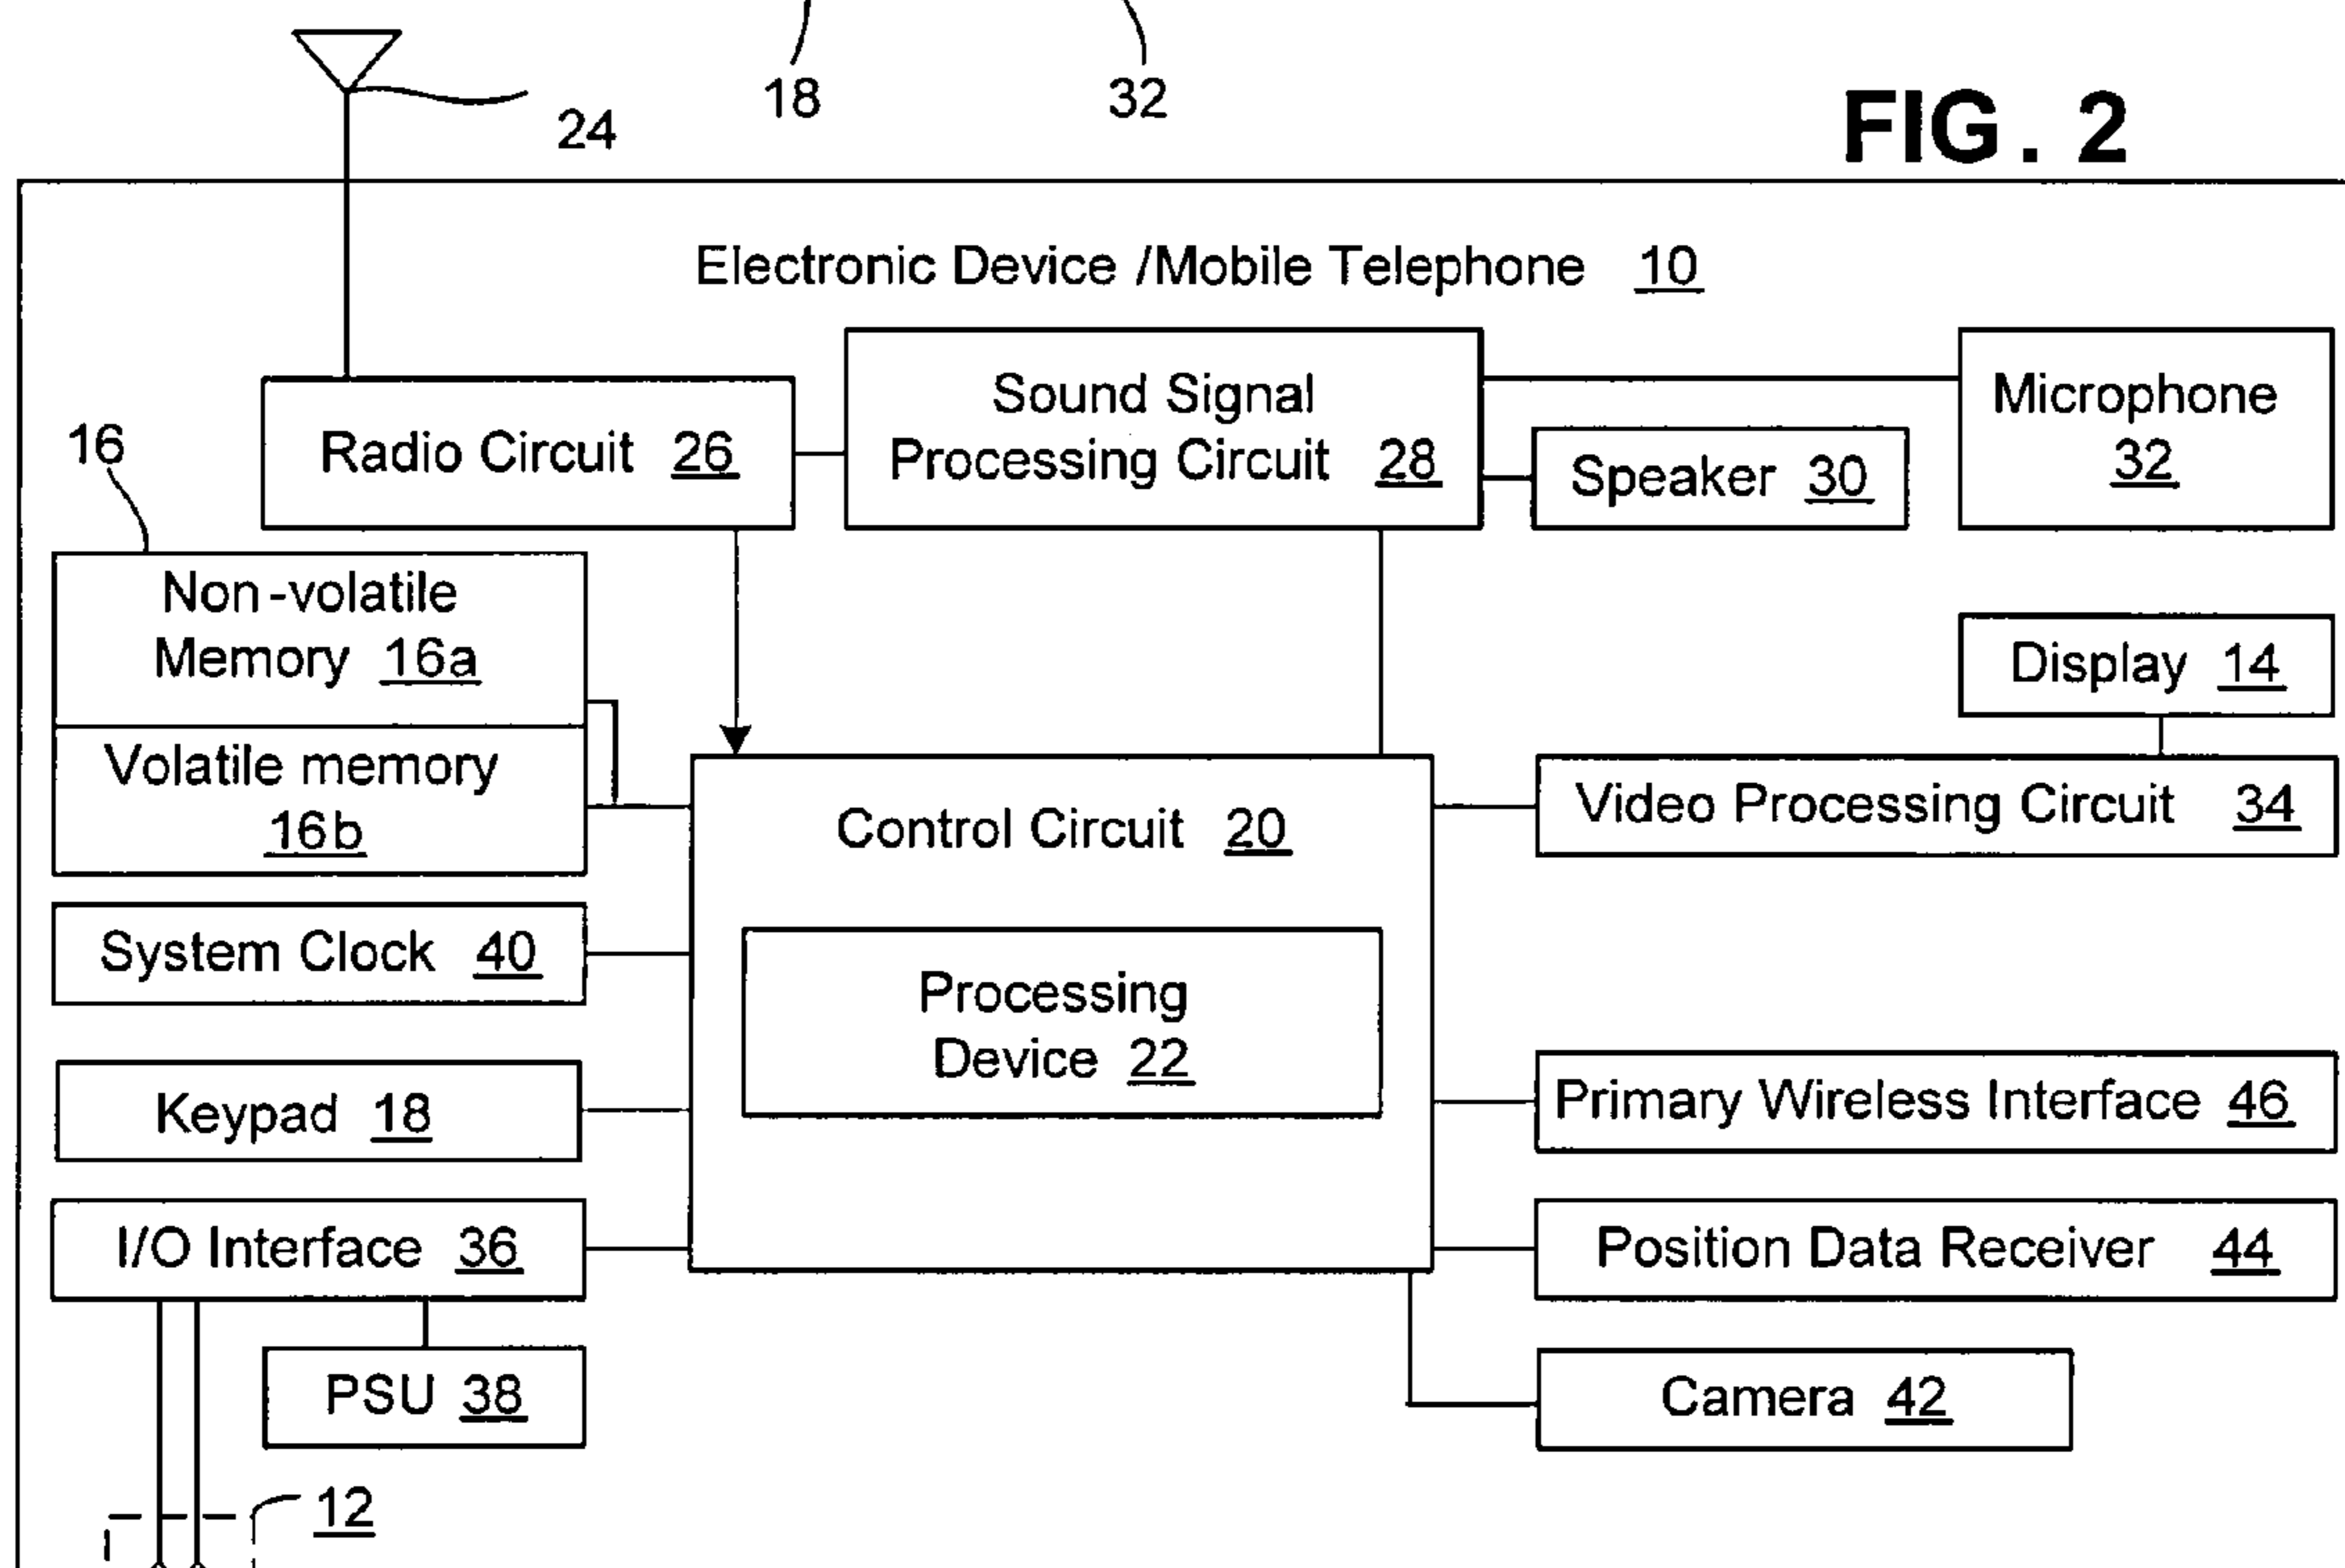 18
32
24
FIG. 2
Electronic Device /Mobile Telephone 10
Radio Circuit 26
Sound Signal
Processing Circuit 28
Microphone
32
Speaker 30
16
Non-volatile
Memory 16a
Volatile memory
16b
Display 14
Video Processing Circuit 34
Control Circuit 20
System Clock 40
Processing
Device 22
Keypad 18
Primary Wireless Interface 46
I/O Interface 36
Position Data Receiver 44
PSU 38
Camera 42
12